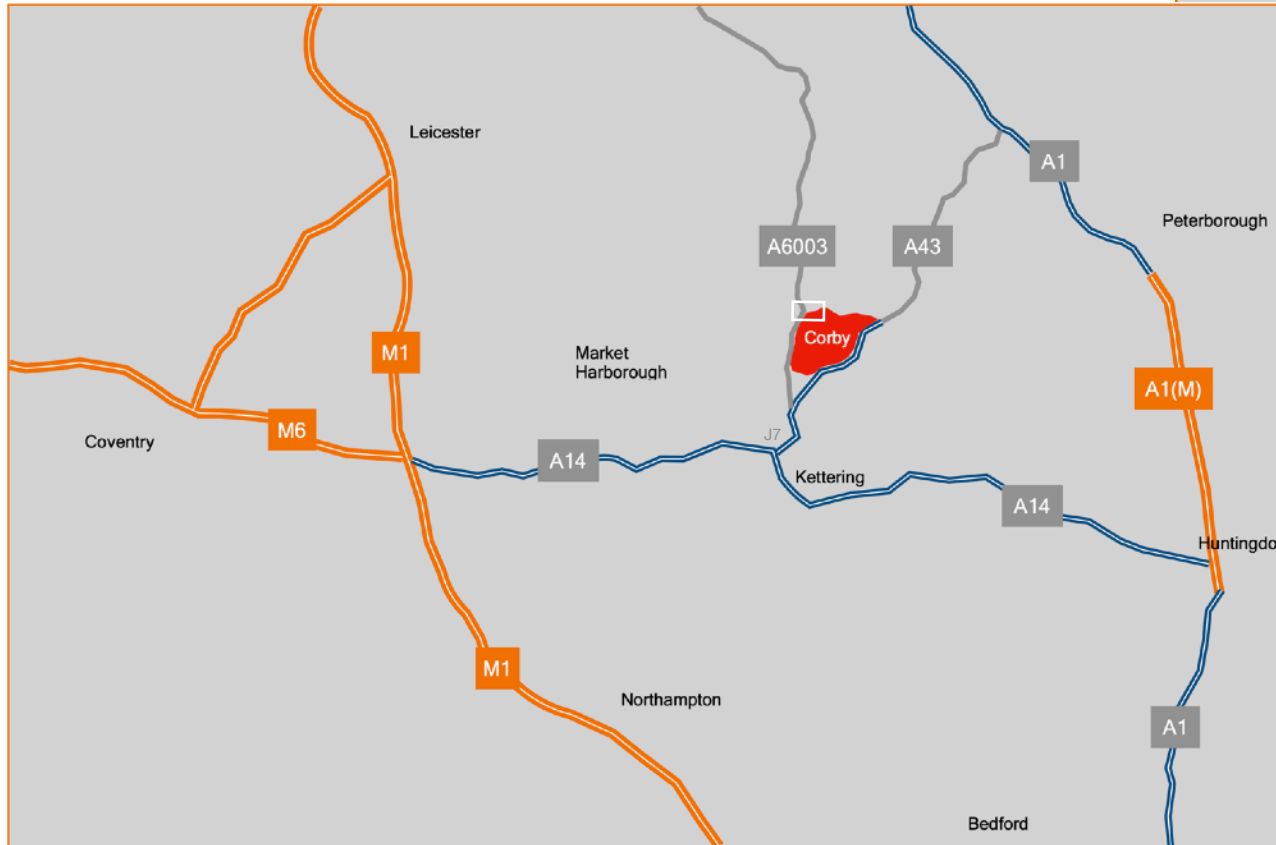 Leicester
A1
Peterborough
A6003
A43
Corby
M1
Market
Harborough
A1(M)
M6
Coventry
J7
A14
Kettering
A14
Huntingdo
M1
Northampton
A1
Bedford